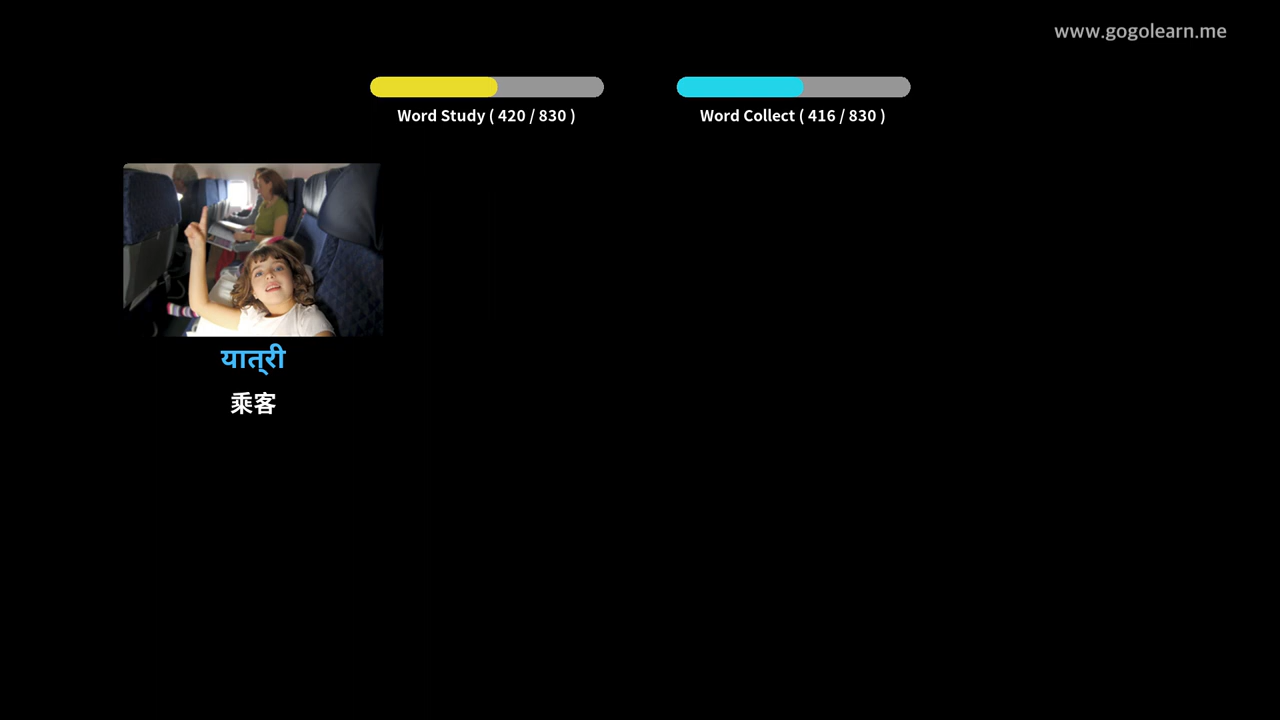 www.gogolearn.me
Word Study ( 420 / 830 )
Word Collect ( 416 / 830 )
यात्री
乘客